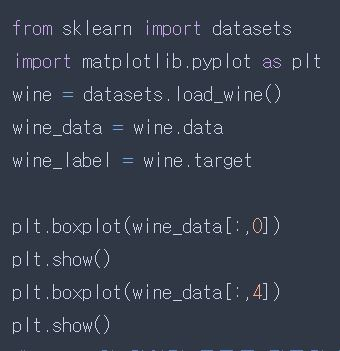 from sklearn import datasets
import matplotlib.pyplot as plt
wine = datasets.load_wine()
wine_data = wine.data
wine_label = wine.target
plt.boxplot(wine_data[:,0])
plt.show()
plt.boxplot(wine_data[:,4])
plt.show()